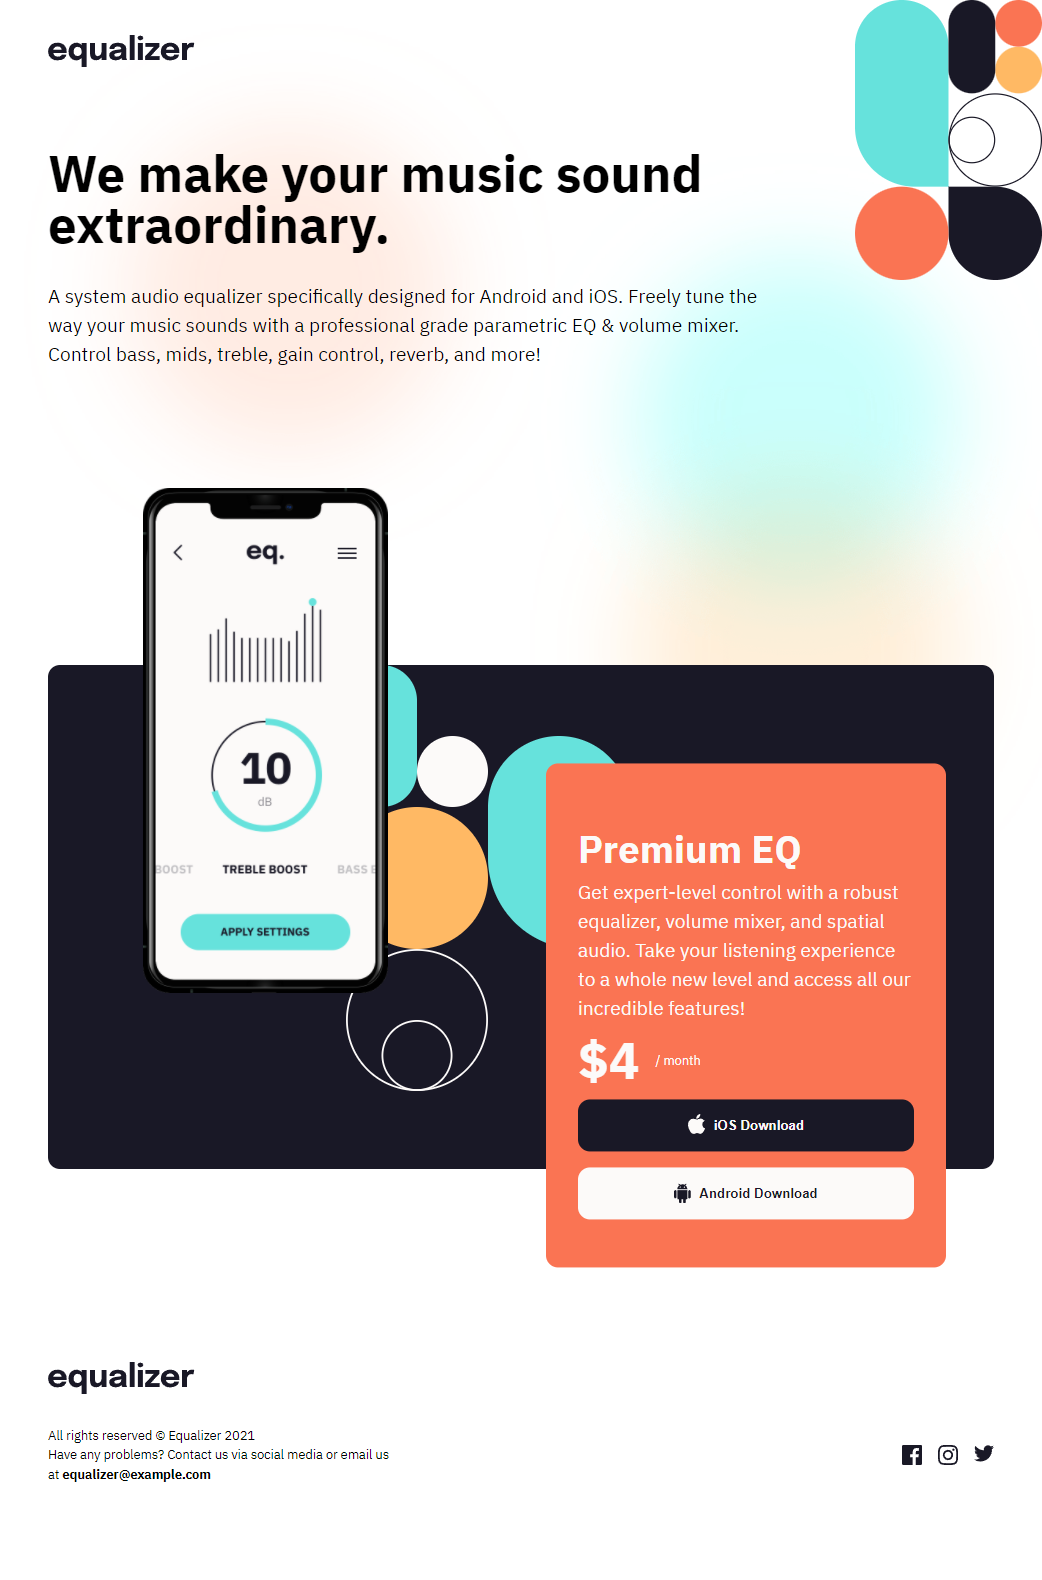 equalizer
We make your music sound
extraordinary.
A system audio equalizer specifically designed for Android and iOS. Freely tune the
way your music sounds with a professional grade parametric EQ & volume mixer.
Control bass, mids, treble, gain control, reverb, and more!
eq.
10
dB
BOOST TREBLE BOOST BASS
APPLY SETTINGS
Premium EQ
Get expert-level control with a robust
equalizer, volume mixer, and spatial
audio. Take your listening experience
to a whole new level and access all our
incredible features!
$4 / month
iOS Download
Android Download
equalizer
All rights reserved © Equalizer 2021
Have any problems? Contact us via social media or email us
at equalizer@example.com